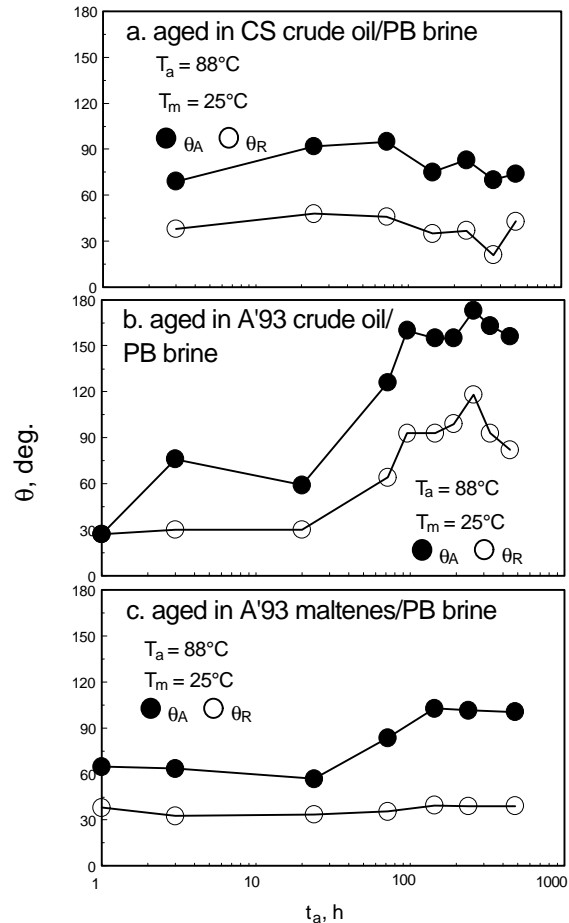 180
150
120
90
60
30
0
a. aged in CS crude oil/PB brine
Ta = 88°C
Tm = 25°C
θA θR
180
150
120
90
60
30
0
b. aged in A'93 crude oil/
PB brine
Ta = 88°C
Tm = 25°C
θA θR
θ, deg.
180
150
120
90
60
30
0
c. aged in A'93 maltenes/PB brine
Ta = 88°C
Tm = 25°C
θA θR
1 10 100 1000
ta, h